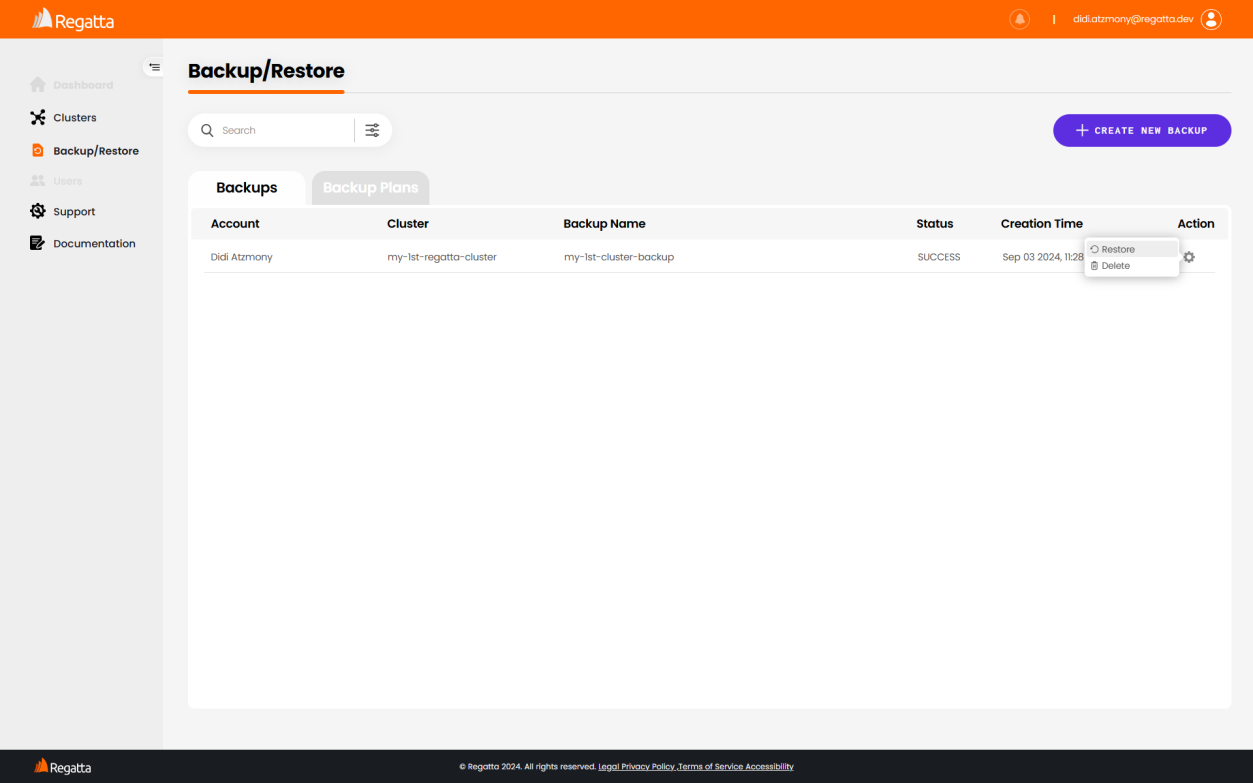 Regatta
didi.atzmony@regatta.dev
Backup/Restore
Dashboard
Clusters
Backup/Restore
Users
Support
Documentation
Search
CREATE NEW BACKUP
Backups
Backup Plans
Account Cluster Backup Name Status Creation Time Action
Didi Atzmony my-1st-regatta-cluster my-1st-cluster-backup SUCCESS Sep 03 2024, 11:28
Restore
Delete
Regatta
© Regatta 2024. All rights reserved. Legal Privacy Policy ,Terms of Service Accessibility